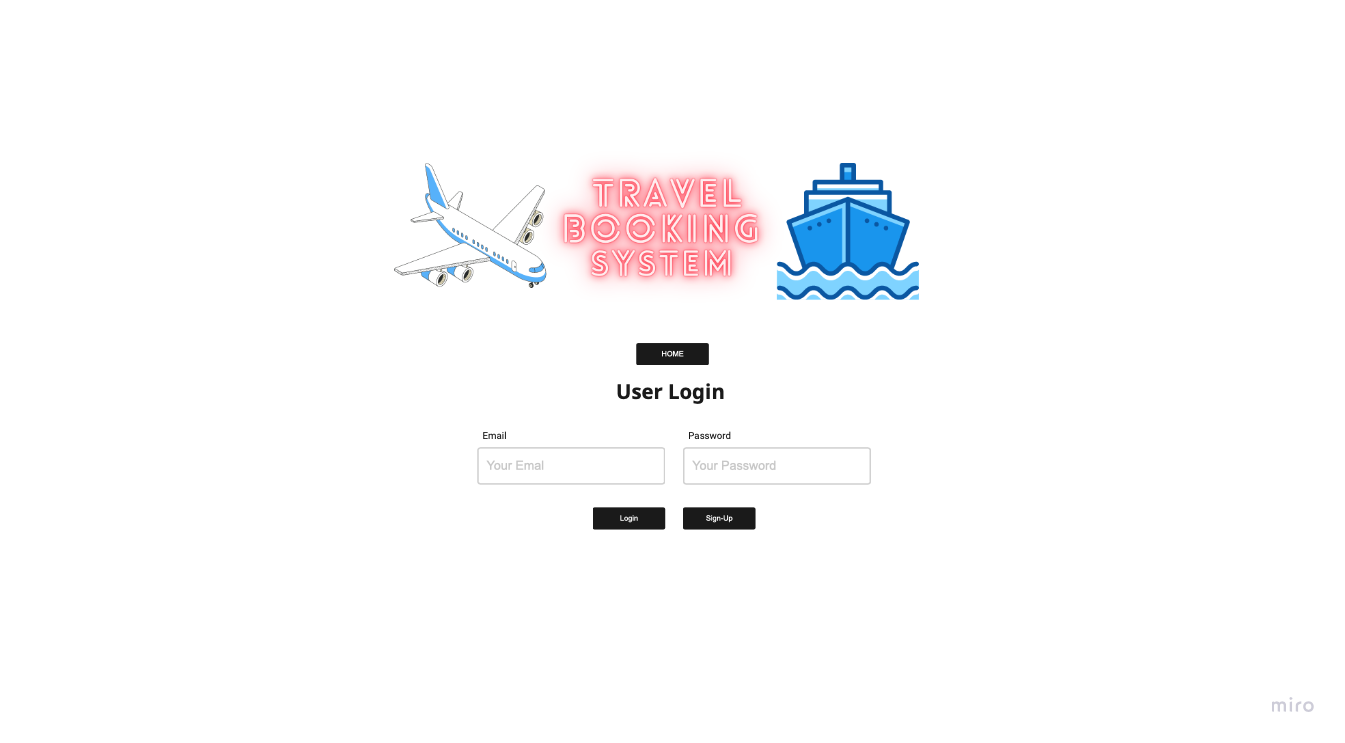 TRAVEL
BOOKING
SYSTEM
HOME
User Login
Email Password
Your Emal Your Password
Login Sign-Up
miro